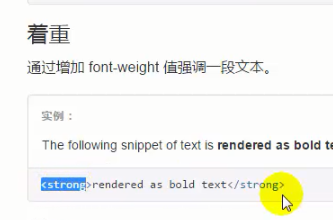 着重
通过增加 font-weight 值强调一段文本。
实例：
The following snippet of text is rendered as bold
<strong>rendered as bold text</strong>